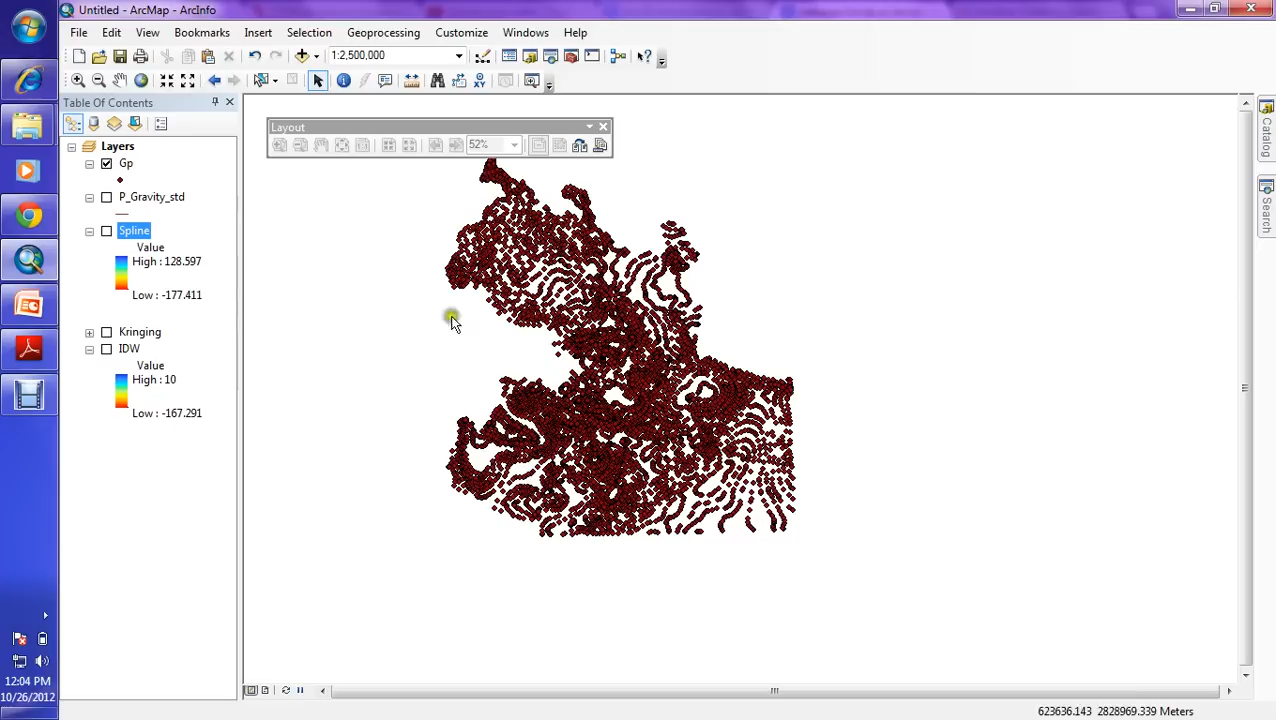 Untitled - ArcMap - ArcInfo
File Edit View Bookmarks Insert Selection Geoprocessing Customize Windows Help
1:2,500,000
Table Of Contents
Layers
Gp
P_Gravity_std
Spline
Value
High : 128.597
Low : -177.411
Kringing
IDW
Value
High : 10
Low : -167.291
Layout
52%
Catalog
Search
12:04 PM
10/26/2012
623636.143 2828969.339 Meters